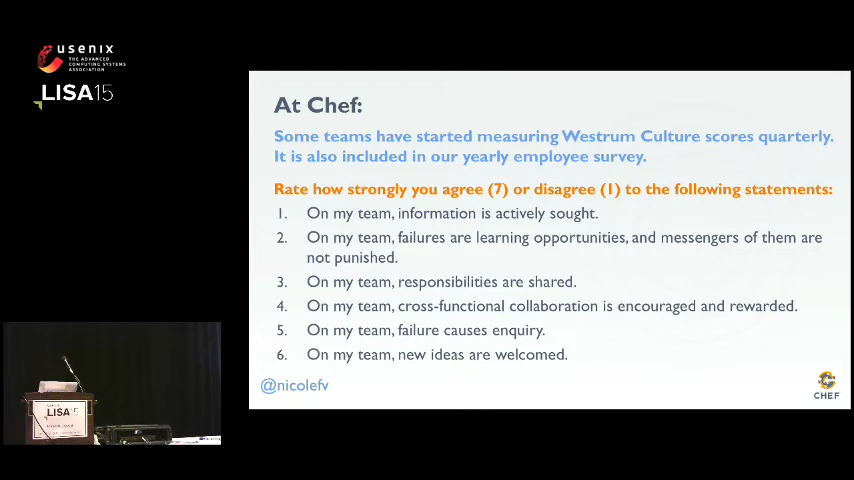 usenix
THE ADVANCED
COMPUTING SYSTEMS
ASSOCIATION
LISA15
At Chef:
Some teams have started measuring Westrum Culture scores quarterly.
It is also included in our yearly employee survey.
Rate how strongly you agree (7) or disagree (1) to the following statements:
1. On my team, information is actively sought.
2. On my team, failures are learning opportunities, and messengers of them are
not punished.
3. On my team, responsibilities are shared.
4. On my team, cross-functional collaboration is encouraged and rewarded.
5. On my team, failure causes enquiry.
6. On my team, new ideas are welcomed.
@nicolefv
CHEF
LISA15